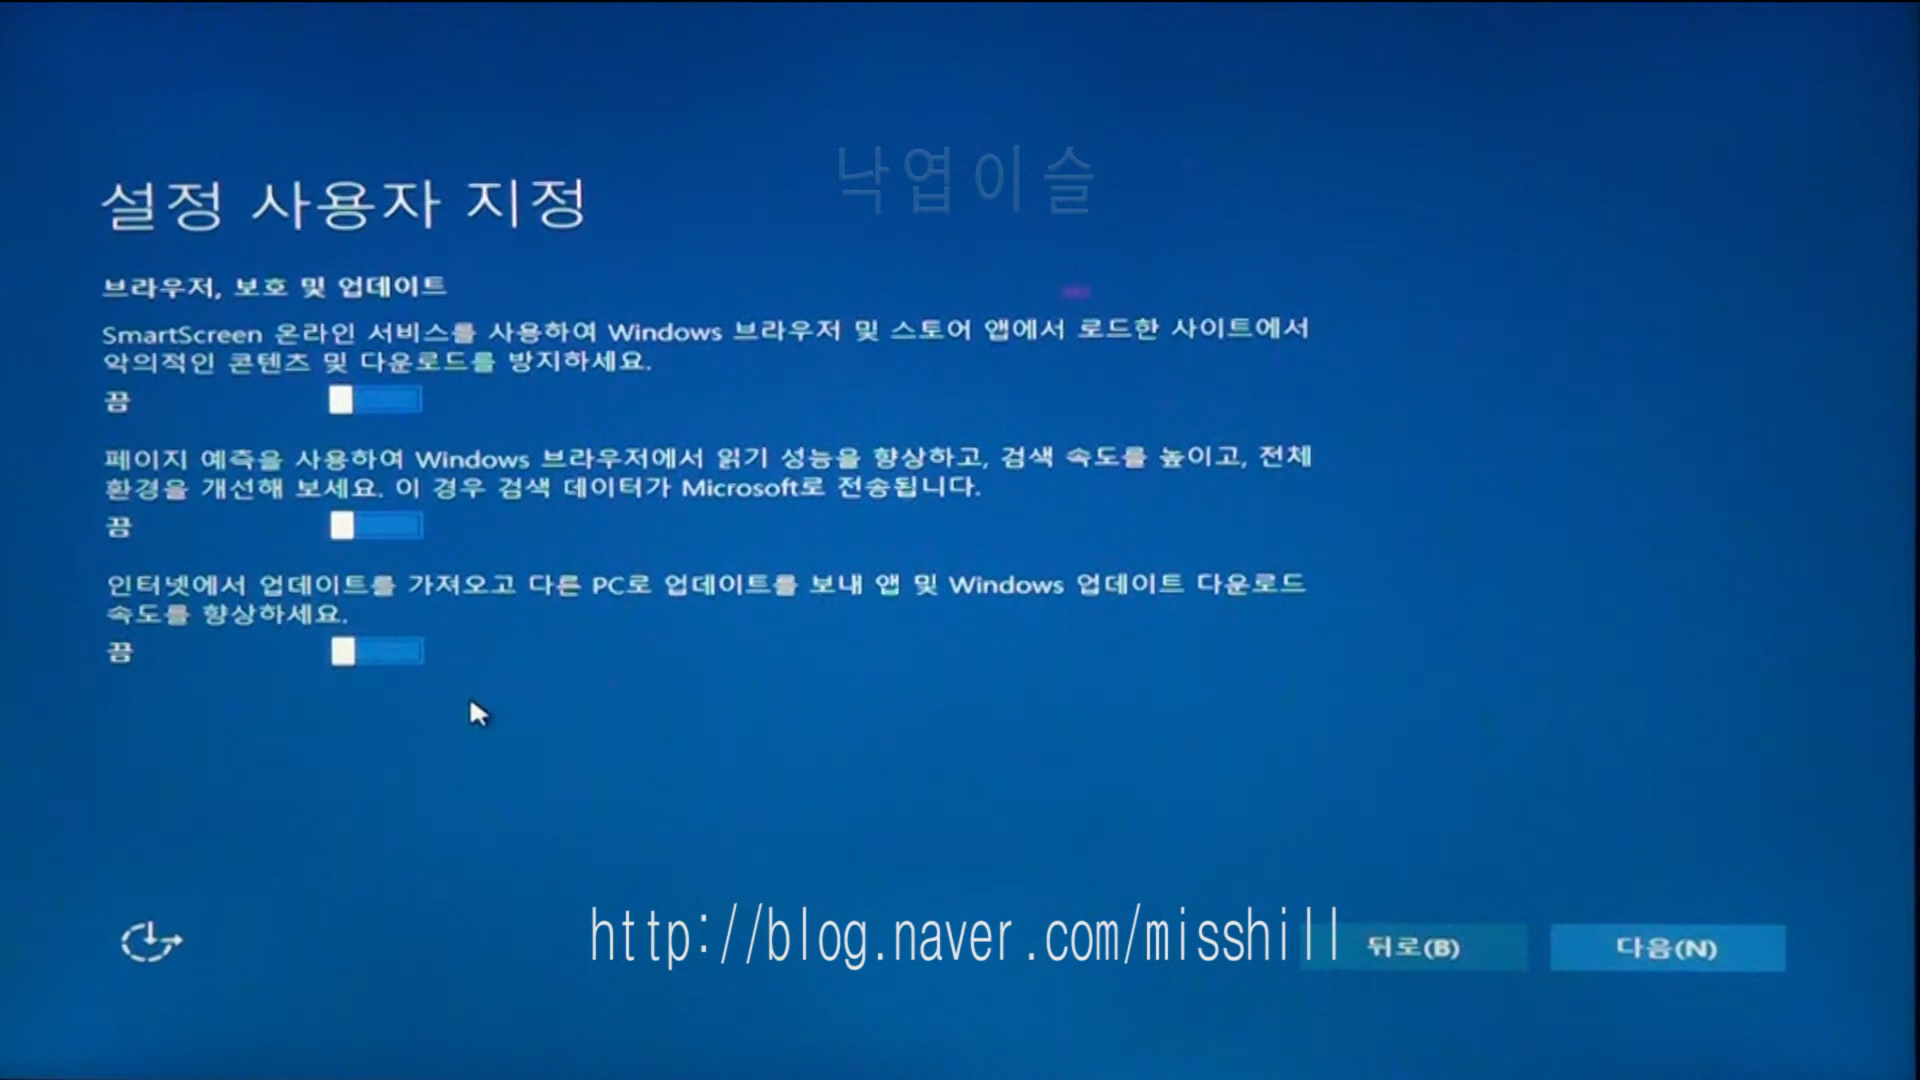 낙엽이슬
설정 사용자 지정
브라우저, 보호 및 업데이트
SmartScreen 온라인 서비스를 사용하여 Windows 브라우저 및 스토어 앱에서 로드한 사이트에서
악의적인 콘텐츠 및 다운로드를 방지하세요.
끔
페이지 예측을 사용하여 Windows 브라우저에서 읽기 성능을 향상하고, 검색 속도를 높이고, 전체
환경을 개선해 보세요. 이 경우 검색 데이터가 Microsoft로 전송됩니다.
끔
인터넷에서 업데이트를 가져오고 다른 PC로 업데이트를 보내 앱 및 Windows 업데이트 다운로드
속도를 향상하세요.
끔
http://blog.naver.com/misshill
뒤로(B)
다음(N)